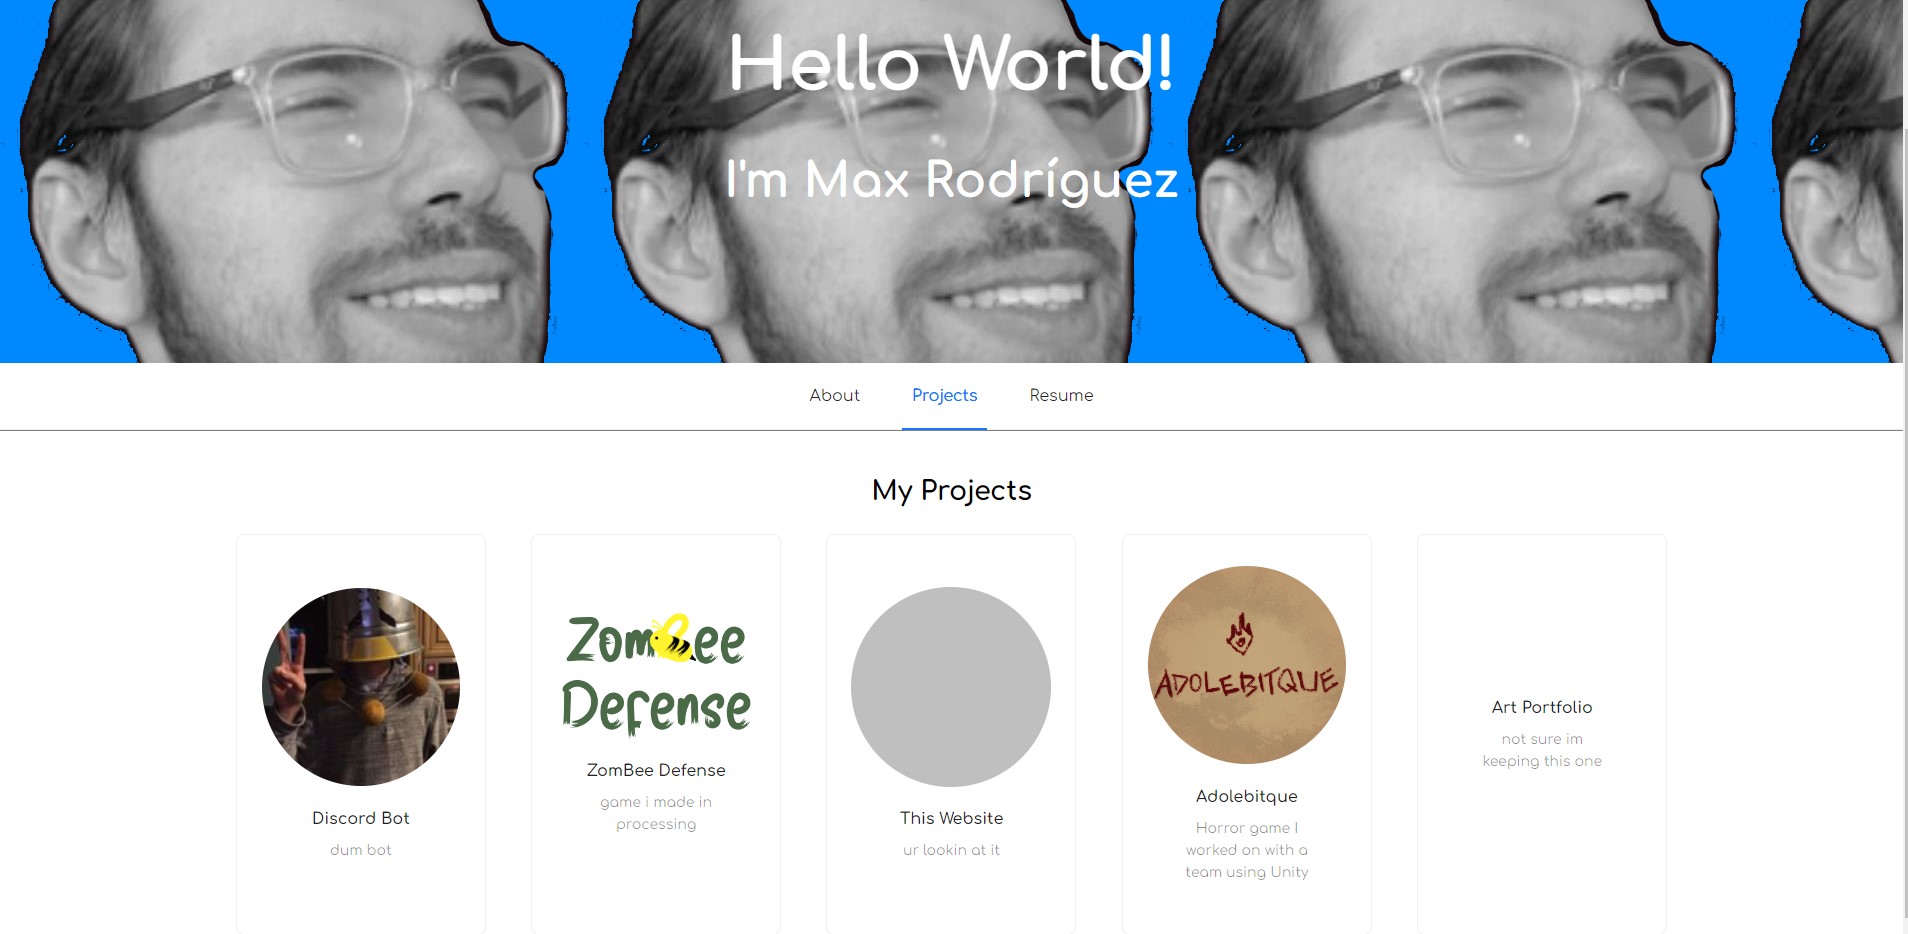 Hello World!
I'm Max Rodríguez
About
Projects
Resume
My Projects
Discord Bot
dum bot
ZomBee
Defense
ZomBee Defense
game i made in
processing
This Website
ur lookin at it
ADOLEBITQUE
Adolebitque
Horror game I
worked on with a
team using Unity
Art Portfolio
not sure im
keeping this one